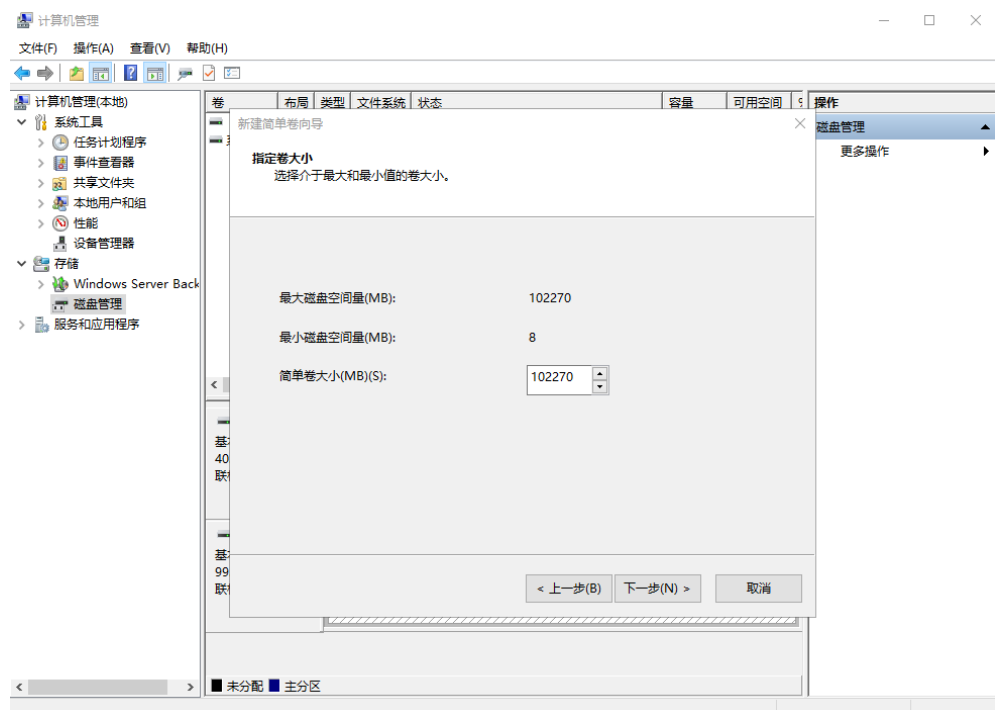 计算机管理
文件(F) 操作(A) 查看(V) 帮助(H)
计算机管理(本地)
系统工具
任务计划程序
事件查看器
共享文件夹
本地用户和组
性能
设备管理器
存储
Windows Server Back
磁盘管理
服务和应用程序
卷 布局 类型 文件系统 状态 容量 可用空间
新建简单卷向导
指定卷大小
选择介于最大和最小值的卷大小。
最大磁盘空间量(MB): 102270
最小磁盘空间量(MB): 8
简单卷大小(MB)(S): 102270
< 上一步(B) 下一步(N) > 取消
基
40
联
基
99
联
未分配 主分区
操作
磁盘管理
更多操作